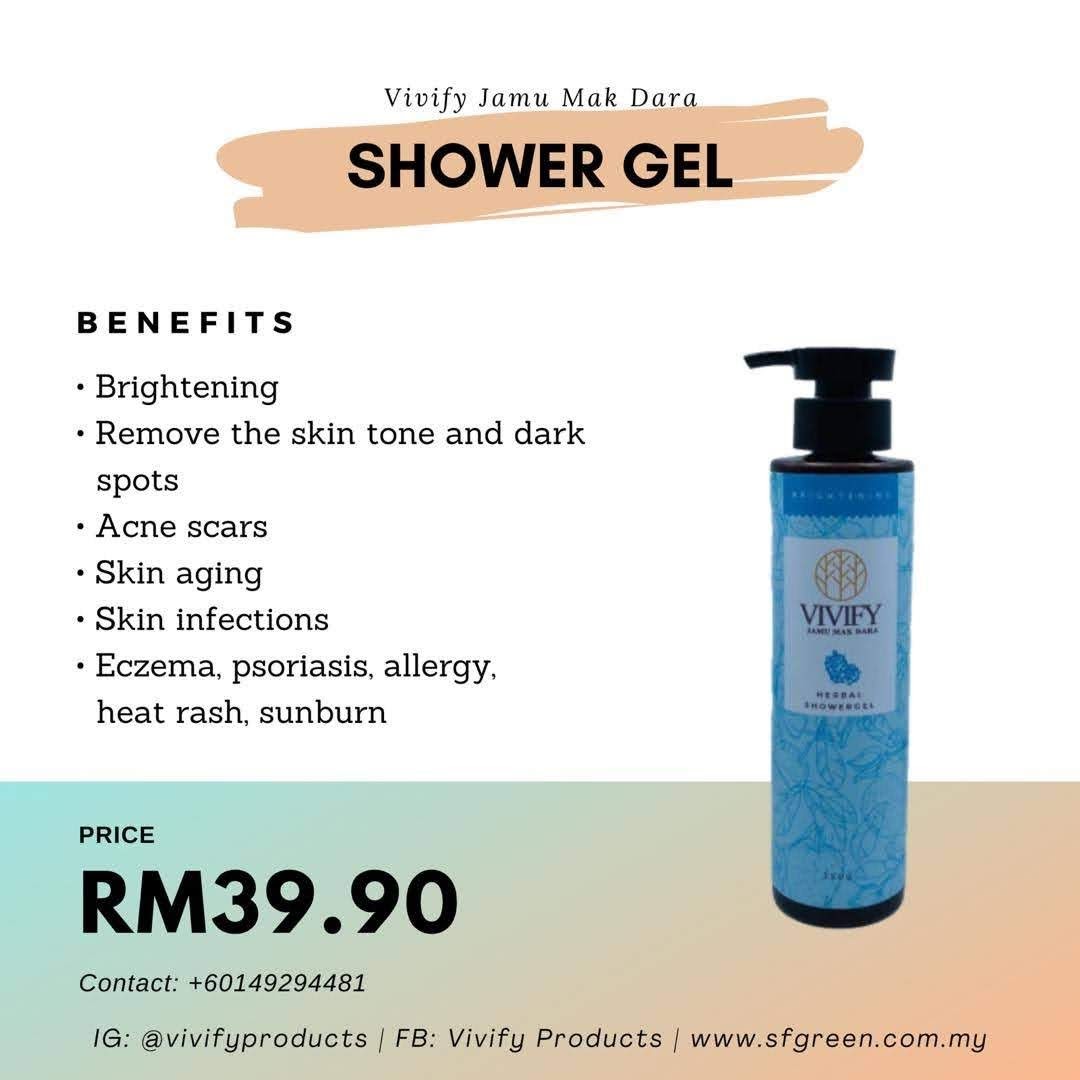 Vivify Jamu Mak Dara
SHOWER GEL
BENEFITS
• Brightening
• Remove the skin tone and dark
spots
• Acne scars
• Skin aging
• Skin infections
• Eczema, psoriasis, allergy,
heat rash, sunburn
BRIGHTENING
VIVIFY
JAMU MAK DARA
HERBAL
SHOWERGEL
PRICE
RM39.90
Contact: +60149294481
IG: @vivifyproducts | FB: Vivify Products | www.sfgreen.com.my